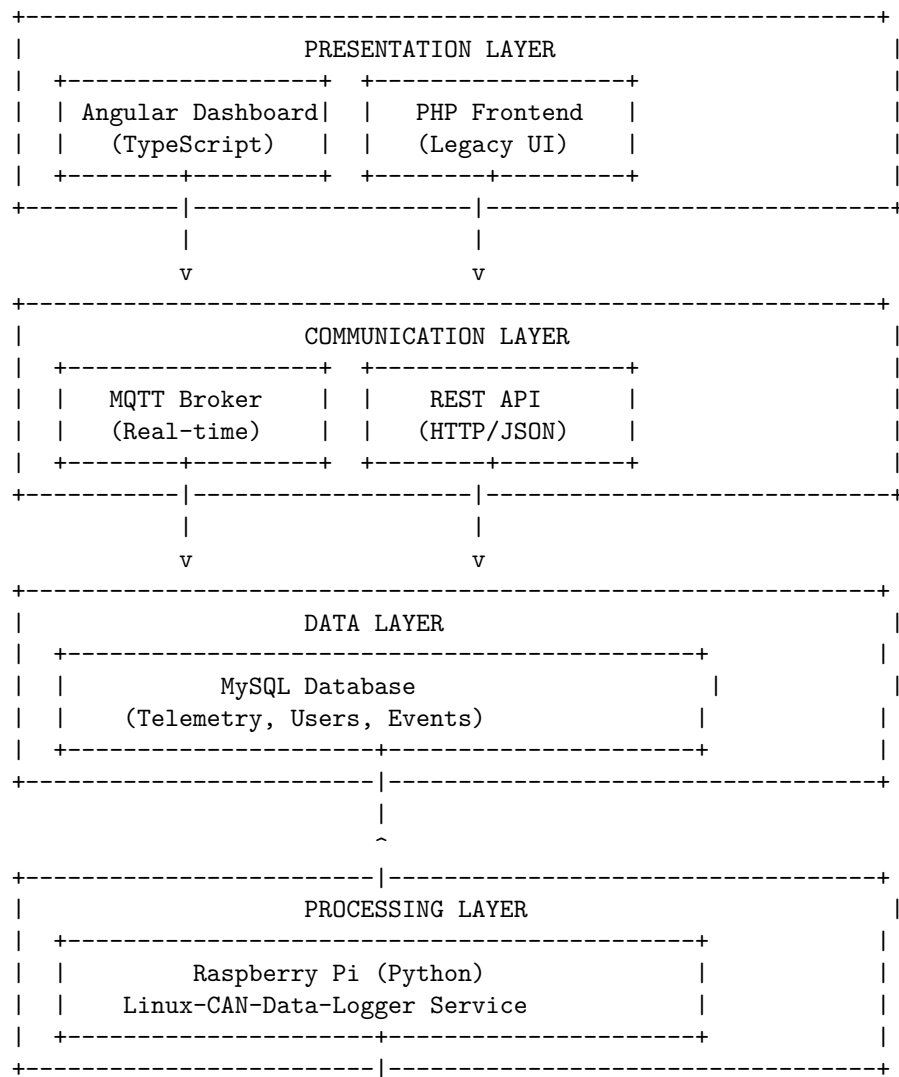 PRESENTATION LAYER
Angular Dashboard PHP Frontend
(TypeScript) (Legacy UI)
v v
COMMUNICATION LAYER
MQTT Broker REST API
(Real-time) (HTTP/JSON)
v v
DATA LAYER
MySQL Database
(Telemetry, Users, Events)
^
PROCESSING LAYER
Raspberry Pi (Python)
Linux-CAN-Data-Logger Service